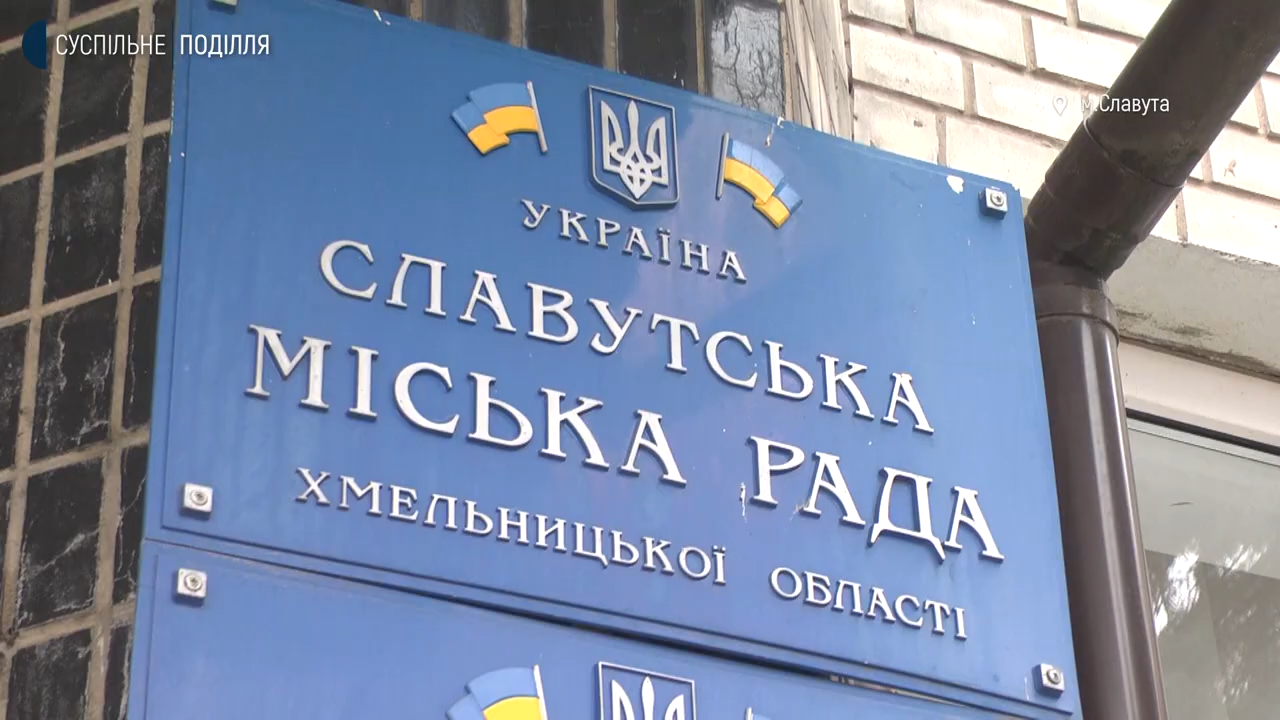 СУСПІЛЬНЕ ПОДІЛЛЯ
м.Славута
УКРАЇНА
СЛАВУТСЬКА
МІСЬКА РАДА
ХМЕЛЬНИЦЬКОЇ ОБЛАСТІ